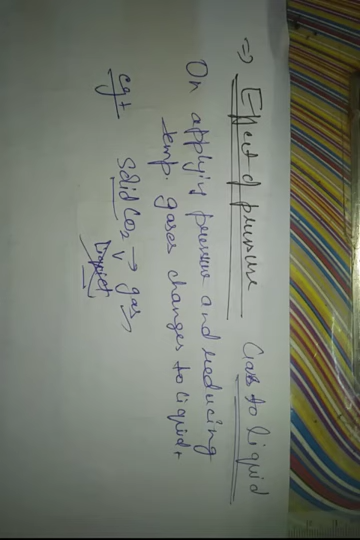 ⇒ Effect of pressure Gas to liquid
On applying pressure and reducing
temp. gases changes to liquid.
eg+ Solid CO2 → gas
Liquid